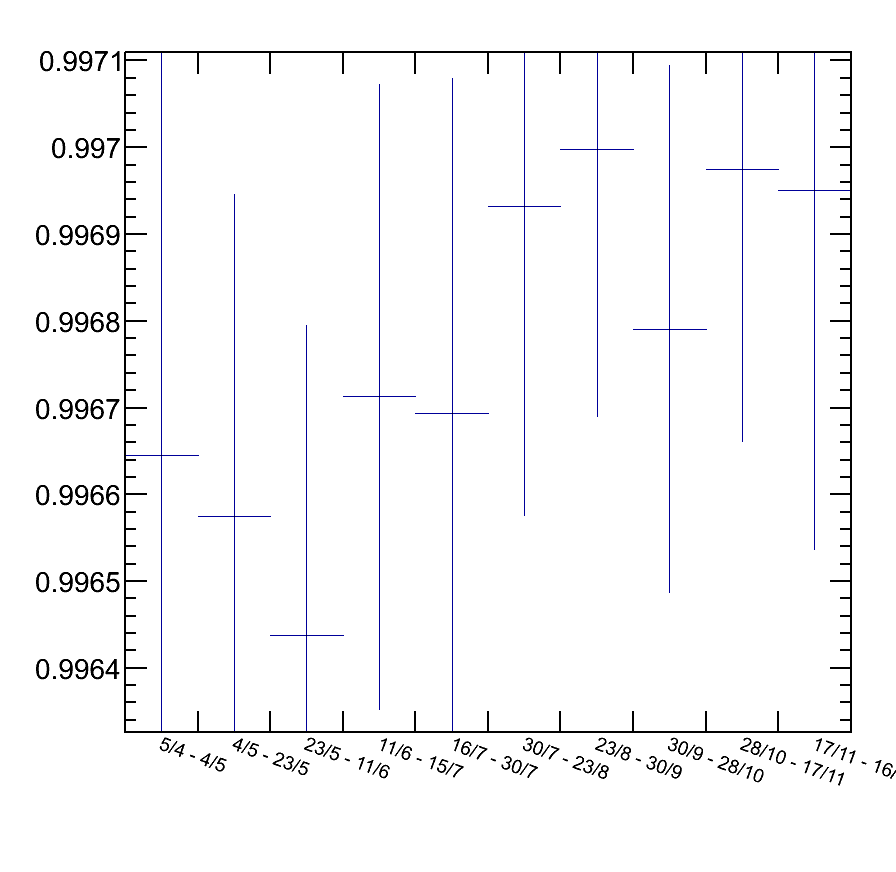 0.9971
0.997
0.9969
0.9968
0.9967
0.9966
0.9965
0.9964
5/4 - 4/5
4/5 - 23/5
23/5 - 11/6
11/6 - 15/7
16/7 - 30/7
30/7 - 23/8
23/8 - 30/9
30/9 - 28/10
28/10 - 17/11
17/11 - 16/